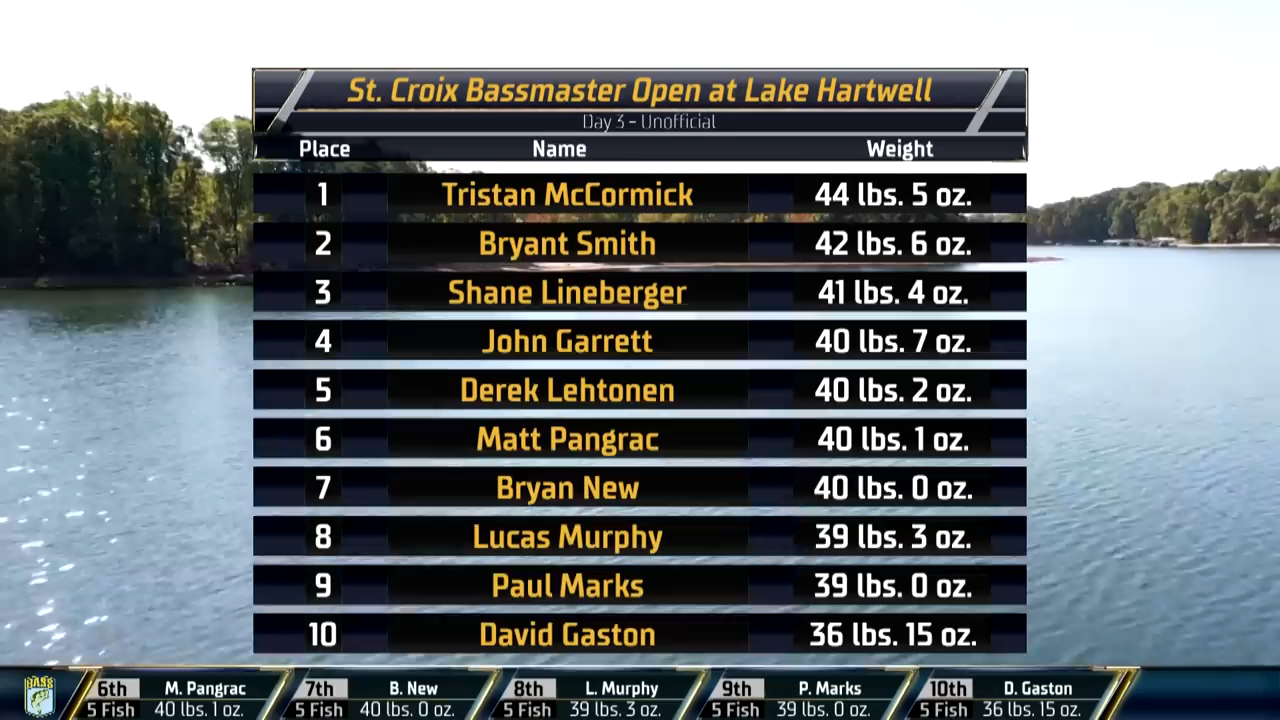 St. Croix Bassmaster Open at Lake Hartwell
Day 3 - Unofficial
Place Name Weight
1 Tristan McCormick 44 lbs. 5 oz.
2 Bryant Smith 42 lbs. 6 oz.
3 Shane Lineberger 41 lbs. 4 oz.
4 John Garrett 40 lbs. 7 oz.
5 Derek Lehtonen 40 lbs. 2 oz.
6 Matt Pangrac 40 lbs. 1 oz.
7 Bryan New 40 lbs. 0 oz.
8 Lucas Murphy 39 lbs. 3 oz.
9 Paul Marks 39 lbs. 0 oz.
10 David Gaston 36 lbs. 15 oz.
BASS 6th M. Pangrac 7th B. New 8th L. Murphy 9th P. Marks 10th D. Gaston
5 Fish 40 lbs. 1 oz. 5 Fish 40 lbs. 0 oz. 5 Fish 39 lbs. 3 oz. 5 Fish 39 lbs. 0 oz. 5 Fish 36 lbs. 15 oz.